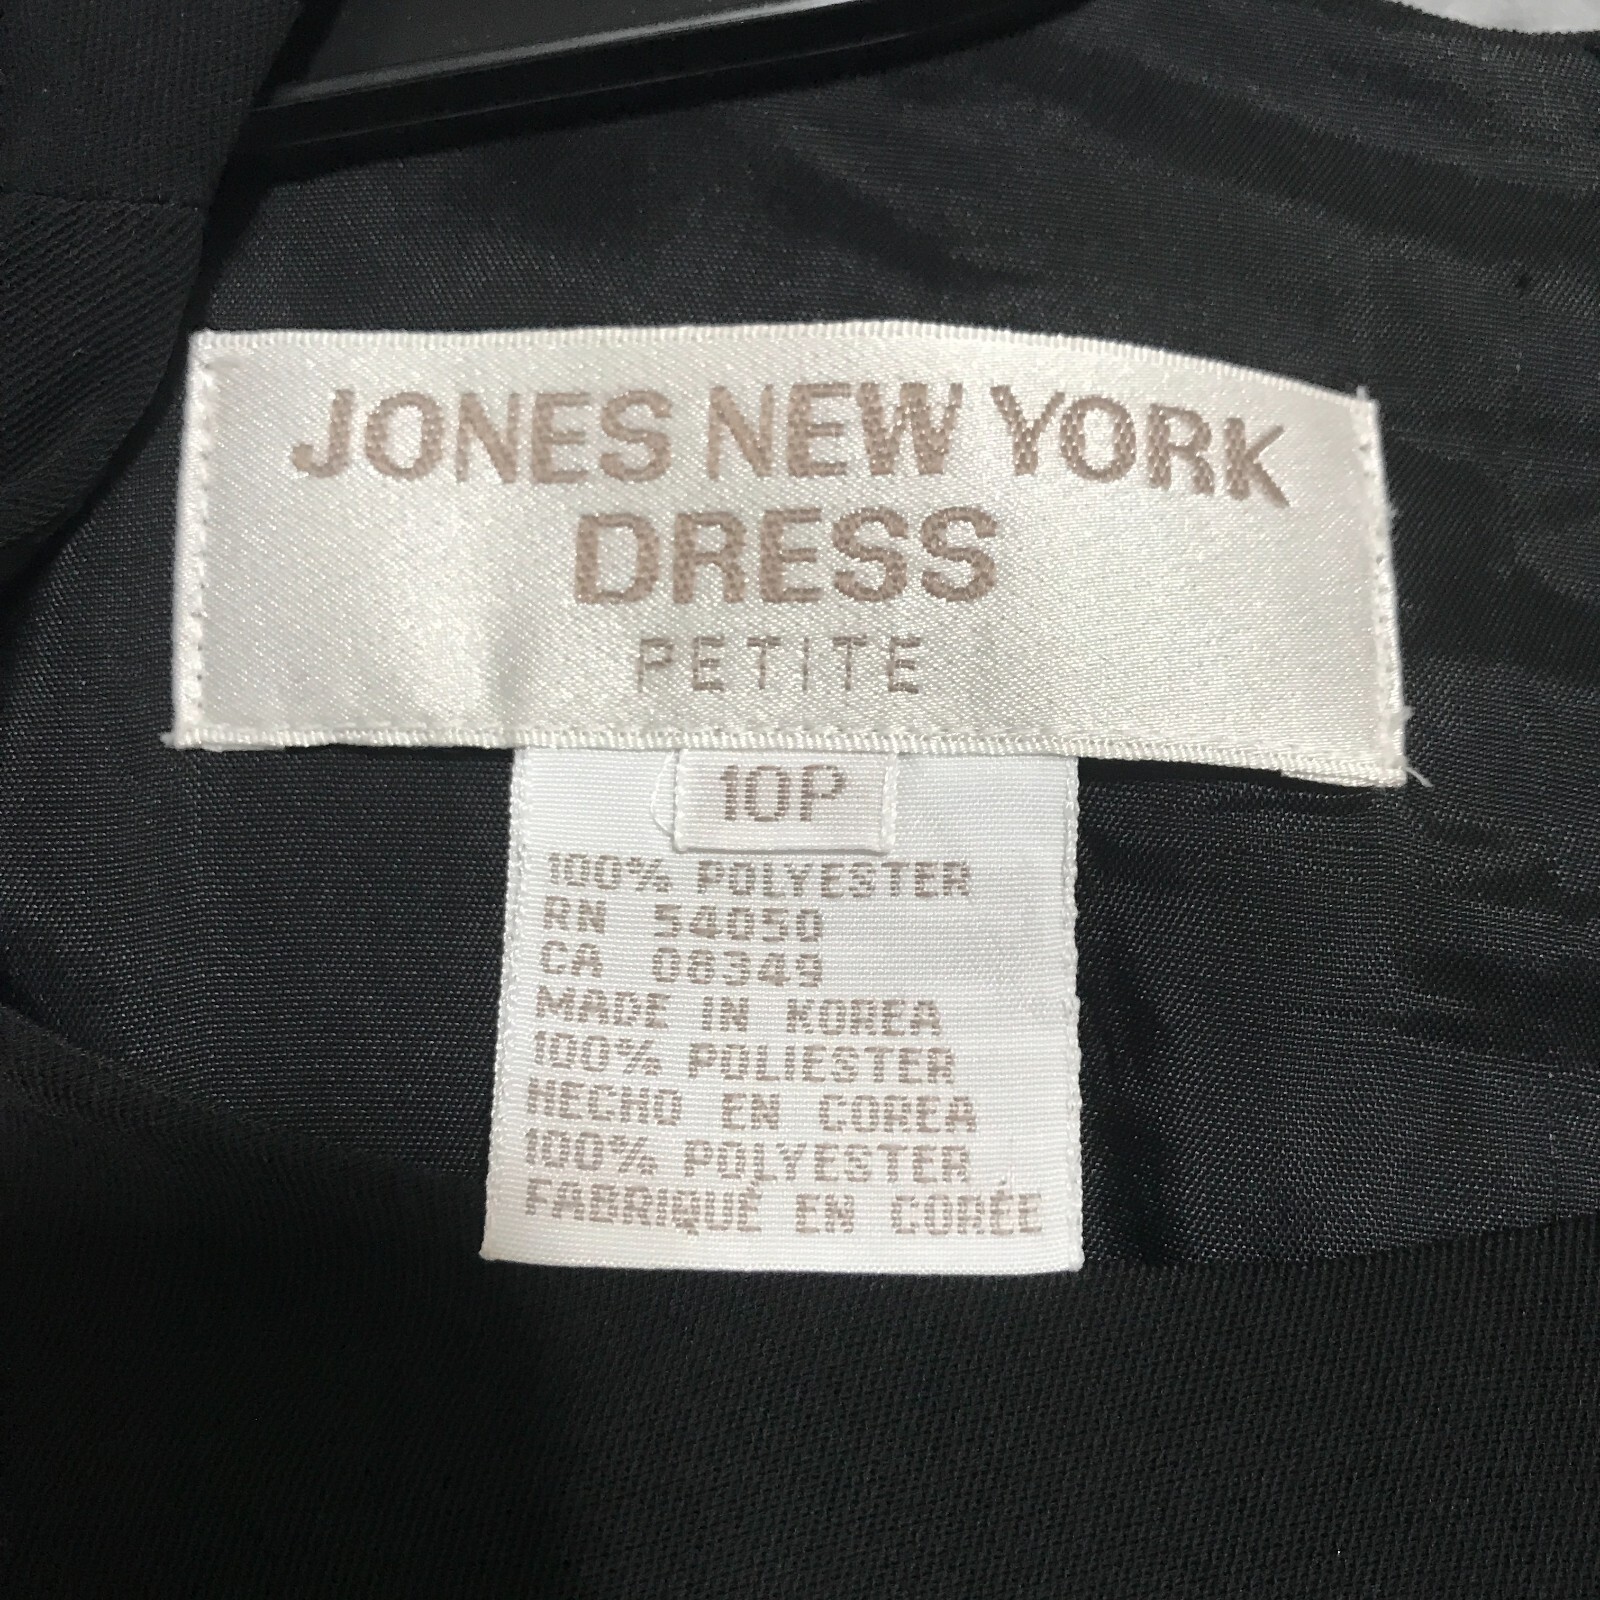 JONES NEW YORK
DRESS
PETITE
10P
100% POLYESTER
RN 54050
CA 08349
MADE IN KOREA
100% POLIESTER
HECHO EN COREA
100% POLYESTER
FABRIQUÉ EN CORÉE